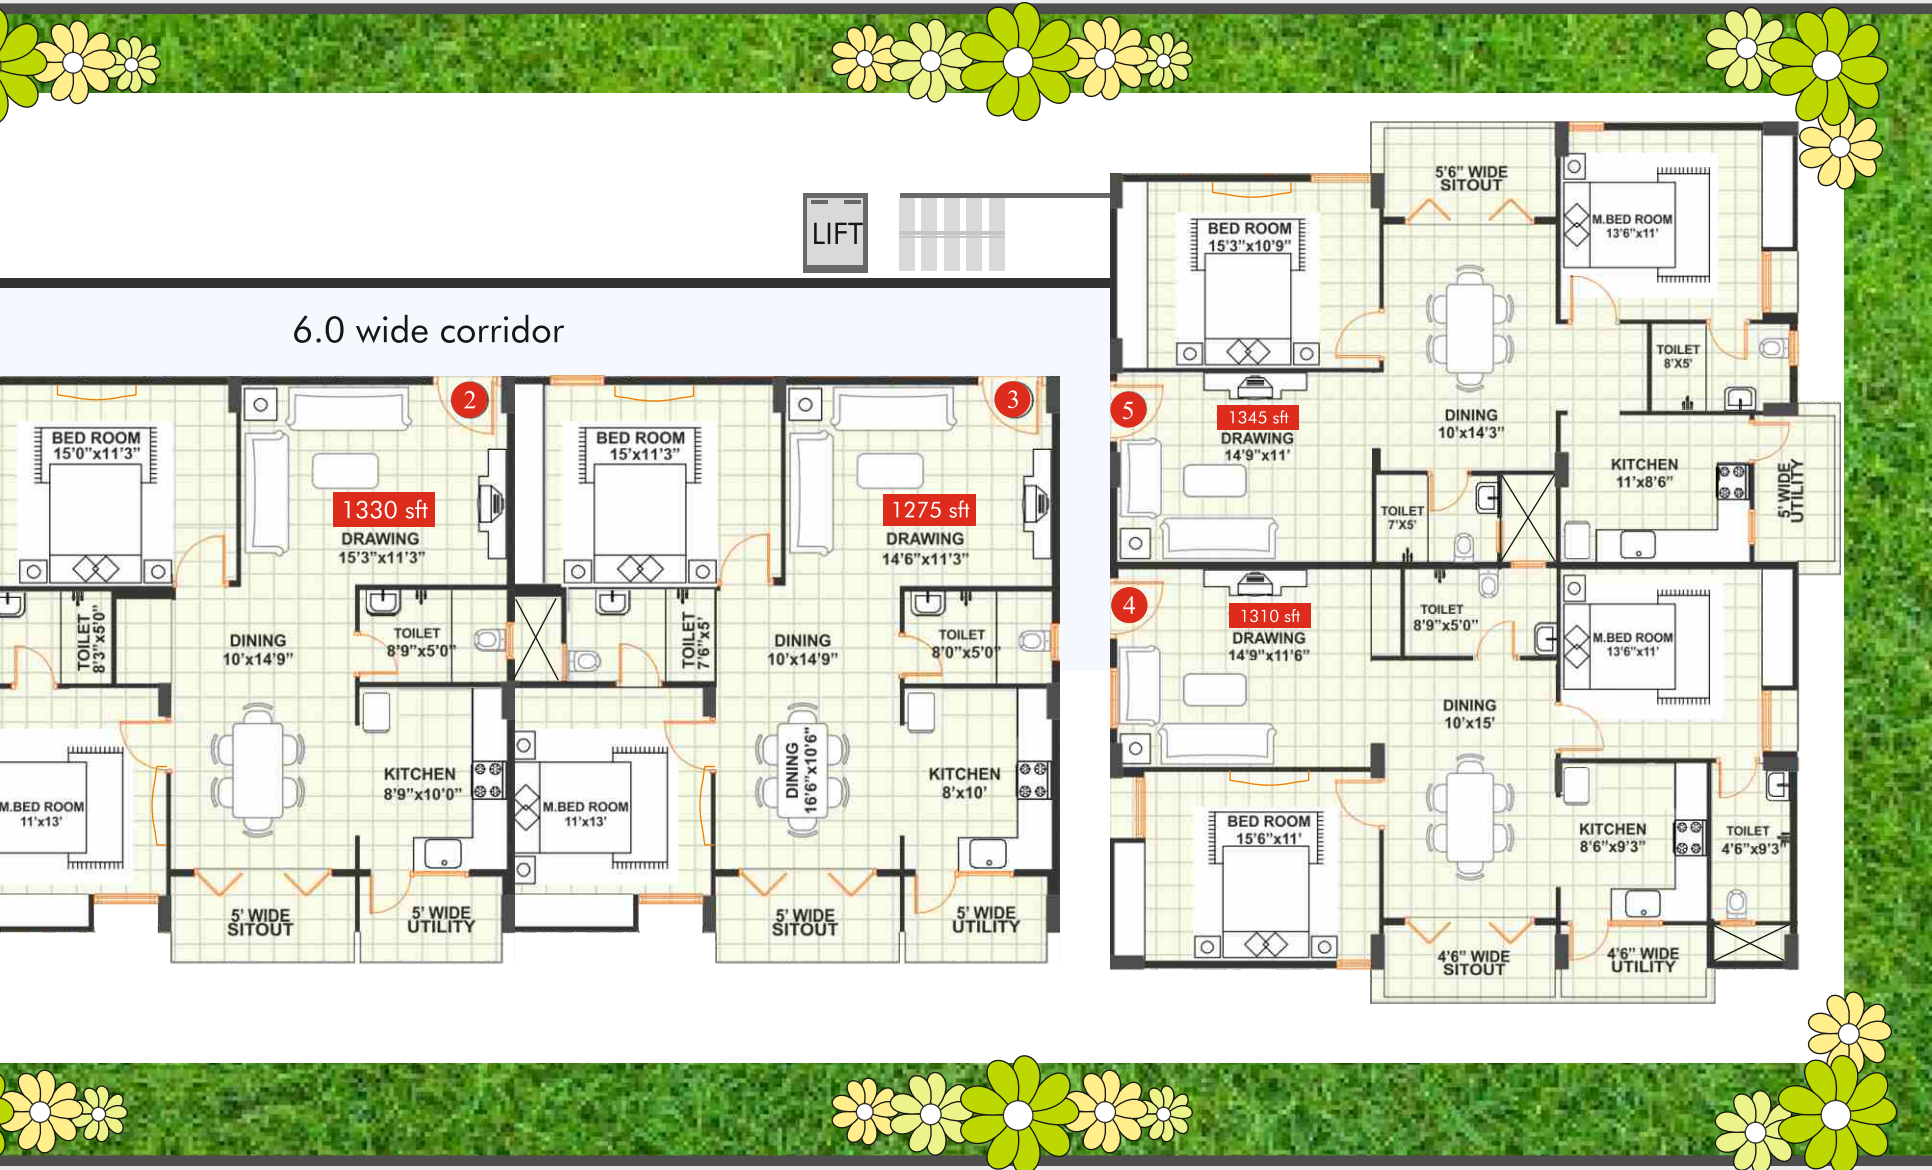 LIFT
6.0 wide corridor
BED ROOM
15'0"x11'3"
2
1330 sft
DRAWING
15'3"x11'3"
TOILET
8'3"x5'0"
DINING
10'x14'9"
TOILET
8'9"x5'0"
M.BED ROOM
11'x13'
KITCHEN
8'9"x10'0"
5' WIDE
SITOUT
5' WIDE
UTILITY
BED ROOM
15'x11'3"
3
1275 sft
DRAWING
14'6"x11'3"
TOILET
7'6"x5'
DINING
10'x14'9"
TOILET
8'0"x5'0"
M.BED ROOM
11'x13'
DINING
16'6"x10'6"
KITCHEN
8'x10'
5' WIDE
SITOUT
5' WIDE
UTILITY
5'6" WIDE
SITOUT
BED ROOM
15'3"x10'9"
M.BED ROOM
13'6"x11'
TOILET
8'X5'
5
1345 sft
DRAWING
14'9"x11'
DINING
10'x14'3"
KITCHEN
11'x8'6"
5' WIDE
UTILITY
TOILET
7'X5'
4
1310 sft
DRAWING
14'9"x11'6"
TOILET
8'9"x5'0"
M.BED ROOM
13'6"x11'
DINING
10'x15'
BED ROOM
15'6"x11'
KITCHEN
8'6"x9'3"
TOILET
4'6"x9'3"
4'6" WIDE
SITOUT
4'6" WIDE
UTILITY